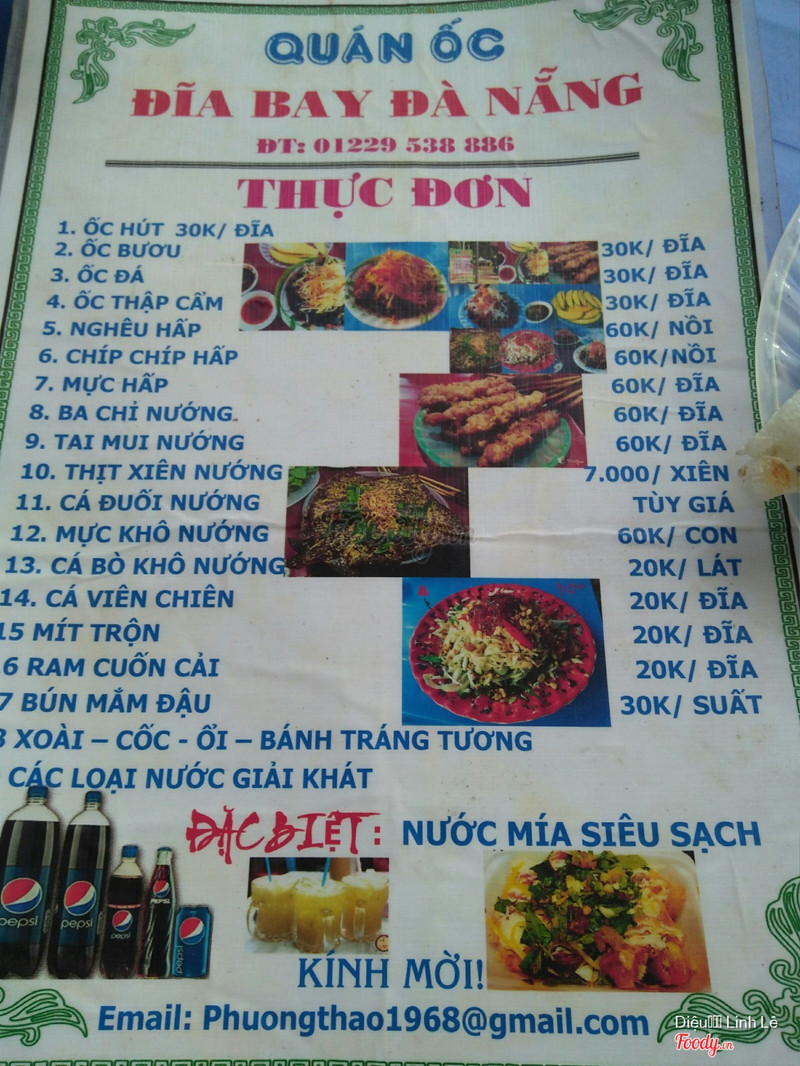 QUÁN ỐC
ĐĨA BAY ĐÀ NẴNG
ĐT: 01229 538 886
THỰC ĐƠN
1. ỐC HÚT 30K/ ĐĨA
2. ỐC BƯƠU 30K/ ĐĨA
3. ỐC ĐÁ 30K/ ĐĨA
4. ỐC THẬP CẨM 30K/ ĐĨA
5. NGHÊU HẤP 60K/ NỒI
6. CHÍP CHÍP HẤP 60K/NỒI
7. MỰC HẤP 60K/ ĐĨA
8. BA CHỈ NƯỚNG 60K/ ĐĨA
9. TAI MUI NƯỚNG 60K/ ĐĨA
10. THỊT XIÊN NƯỚNG 7.000/ XIÊN
11. CÁ ĐUỐI NƯỚNG TÙY GIÁ
12. MỰC KHÔ NƯỚNG 60K/ CON
13. CÁ BÒ KHÔ NƯỚNG 20K/ LÁT
14. CÁ VIÊN CHIÊN 20K/ ĐĨA
15 MÍT TRỘN 20K/ ĐĨA
6 RAM CUỐN CẢI 20K/ ĐĨA
7 BÚN MẮM ĐẬU 30K/ SUẤT
8 XOÀI – CỐC - ỔI – BÁNH TRÁNG TƯƠNG
CÁC LOẠI NƯỚC GIẢI KHÁT
ĐẶC BIỆT: NƯỚC MÍA SIÊU SẠCH
pepsi pepsi pepsi PEPSI pepsi
KÍNH MỜI!
Email: Phuongthao1968@gmail.com
Diệu Linh Lê
Foody.vn